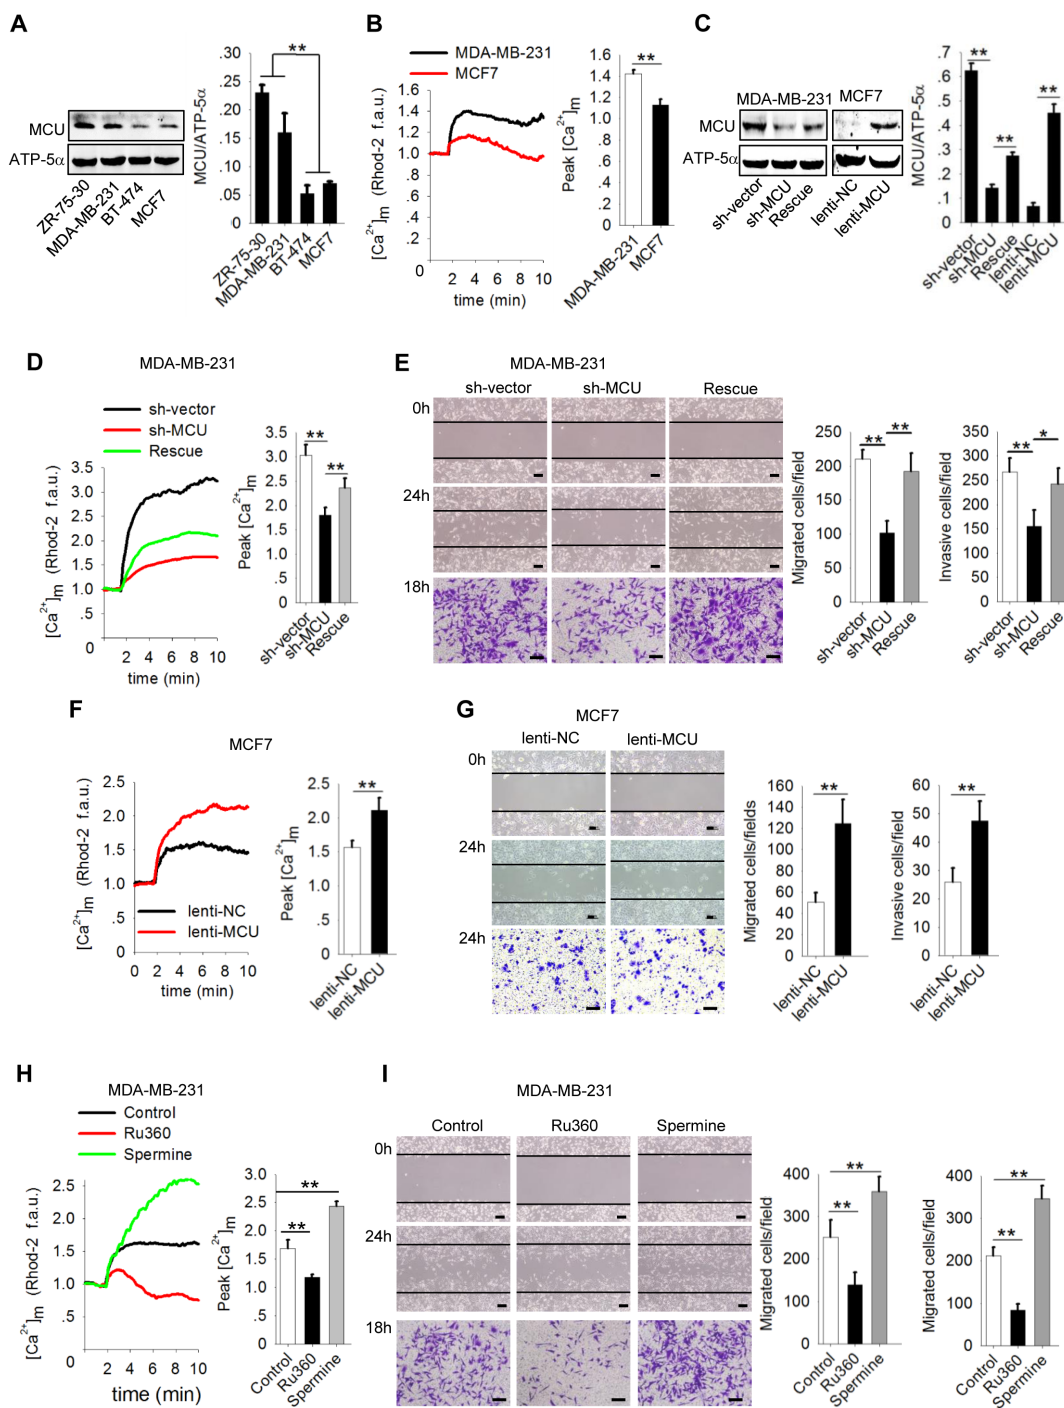 A
MCU
ATP-5α
ZR-75-30
MDA-MB-231
BT-474
MCF7
MCU/ATP-5α
.30
.25
.20
.15
.10
.05
0
**
ZR-75-30
MDA-MB-231
BT-474
MCF7
B
MDA-MB-231
MCF7
[Ca2+]m (Rhod-2 f.a.u.)
1.6
1.4
1.2
1.0
.8
.6
.4
.2
0
2 4 6 8 10
time (min)
Peak [Ca2+]m
1.6
1.4
1.2
1.0
.8
.6
.4
.2
0
**
MDA-MB-231
MCF7
C
MDA-MB-231 MCF7
MCU
ATP-5α
sh-vector
sh-MCU
Rescue
lenti-NC
lenti-MCU
MCU/ATP-5α
.7
.6
.5
.4
.3
.2
.1
0
**
**
**
sh-vector
sh-MCU
Rescue
lenti-NC
lenti-MCU
D
MDA-MB-231
sh-vector
sh-MCU
Rescue
[Ca2+]m (Rhod-2 f.a.u.)
3.5
3.0
2.5
2.0
1.5
1.0
.5
0
2 4 6 8 10
time (min)
Peak [Ca2+]m
3.5
3.0
2.5
2.0
1.5
1.0
.5
0
**
**
sh-vector
sh-MCU
Rescue
E
MDA-MB-231
sh-vector sh-MCU Rescue
0h
24h
18h
Migrated cells/field
250
200
150
100
50
0
**
**
sh-vector
sh-MCU
Rescue
Invasive cells/field
350
300
250
200
150
100
50
0
**
*
sh-vector
sh-MCU
Rescue
F
MCF7
[Ca2+]m (Rhod-2 f.a.u.)
2.5
2.0
1.5
1.0
.5
0
lenti-NC
lenti-MCU
0 2 4 6 8 10
time (min)
Peak [Ca2+]m
2.5
2.0
1.5
1.0
.5
0
**
lenti-NC
lenti-MCU
G
MCF7
lenti-NC lenti-MCU
0h
24h
24h
Migrated cells/fields
160
140
120
100
80
60
40
20
0
**
lenti-NC
lenti-MCU
Invasive cells/field
60
50
40
30
20
10
0
**
lenti-NC
lenti-MCU
H
MDA-MB-231
Control
Ru360
Spermine
[Ca2+]m (Rhod-2 f.a.u.)
2.5
2.0
1.5
1.0
.5
0
2 4 6 8 10
time (min)
Peak [Ca2+]m
3.0
2.5
2.0
1.5
1.0
.5
0
**
**
Control
Ru360
Spermine
I
MDA-MB-231
Control Ru360 Spermine
0h
24h
18h
Migrated cells/field
400
300
200
100
0
**
**
Control
Ru360
Spermine
Migrated cells/field
400
300
200
100
0
**
**
Control
Ru360
Spermine